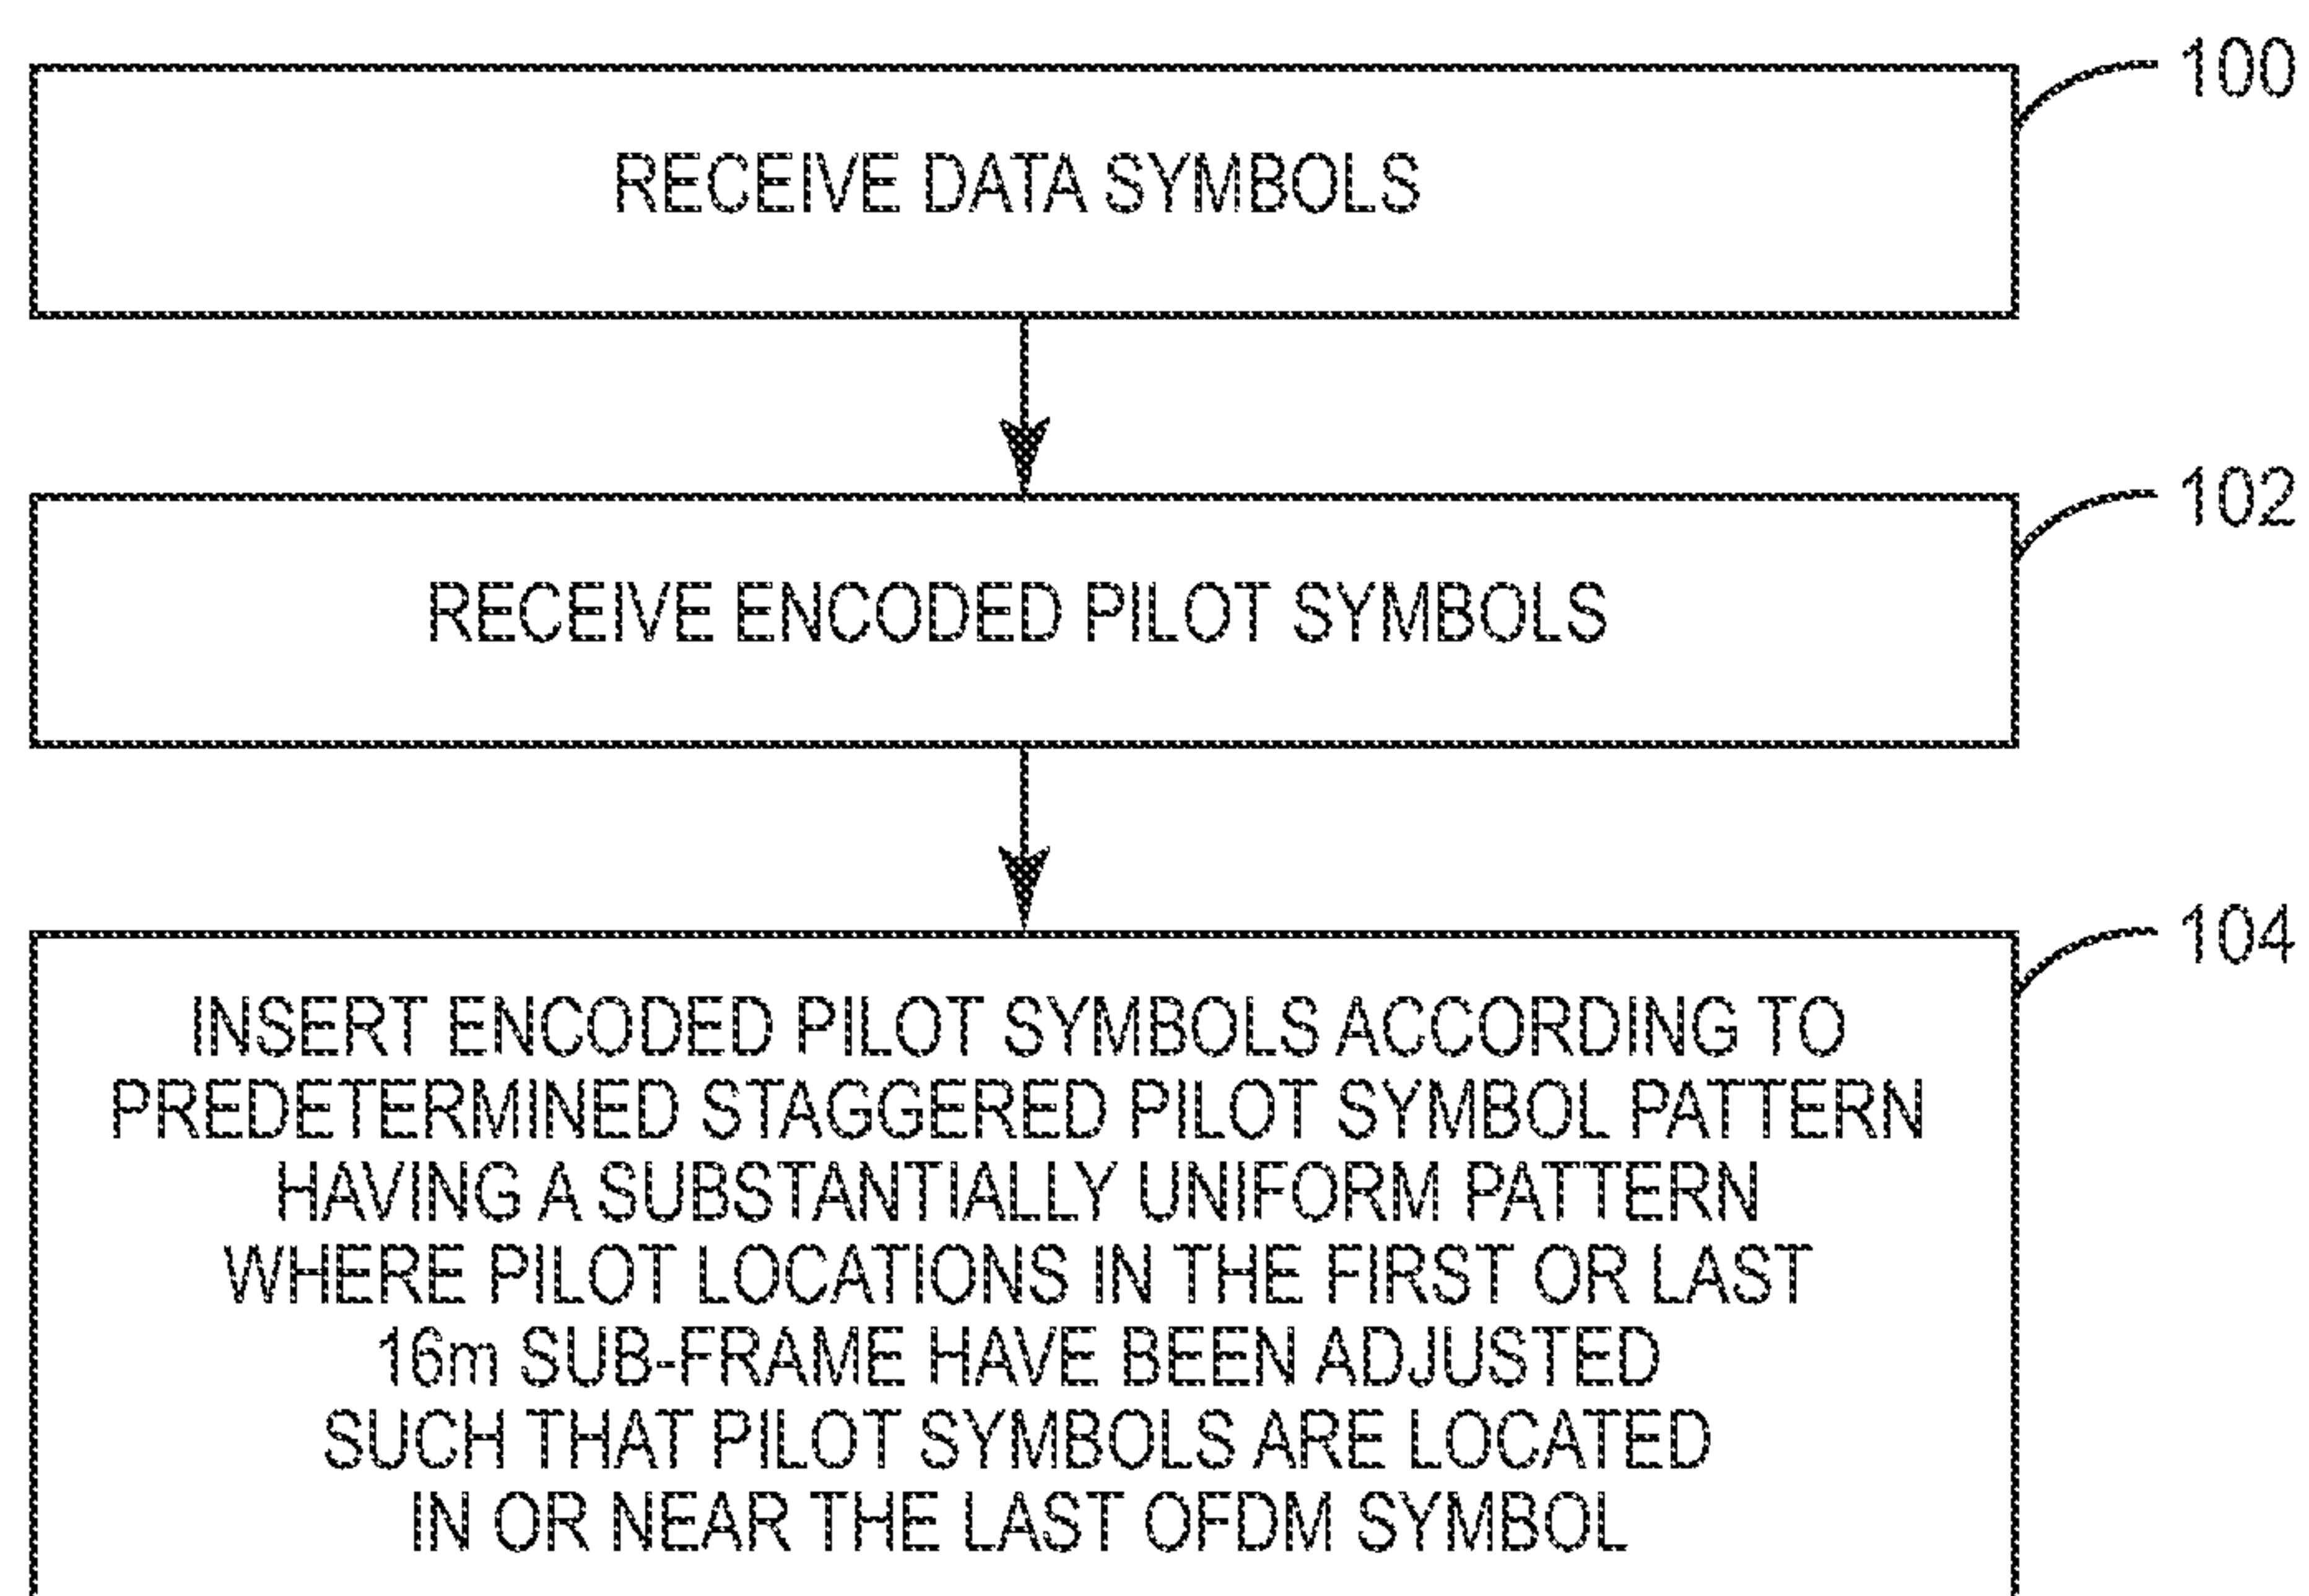 100
RECEIVE DATA SYMBOLS
102
RECEIVE ENCODED PILOT SYMBOLS
104
INSERT ENCODED PILOT SYMBOLS ACCORDING TO
PREDETERMINED STAGGERED PILOT SYMBOL PATTERN
HAVING A SUBSTANTIALLY UNIFORM PATTERN
WHERE PILOT LOCATIONS IN THE FIRST OR LAST
16m SUB-FRAME HAVE BEEN ADJUSTED
SUCH THAT PILOT SYMBOLS ARE LOCATED
IN OR NEAR THE LAST OFDM SYMBOL